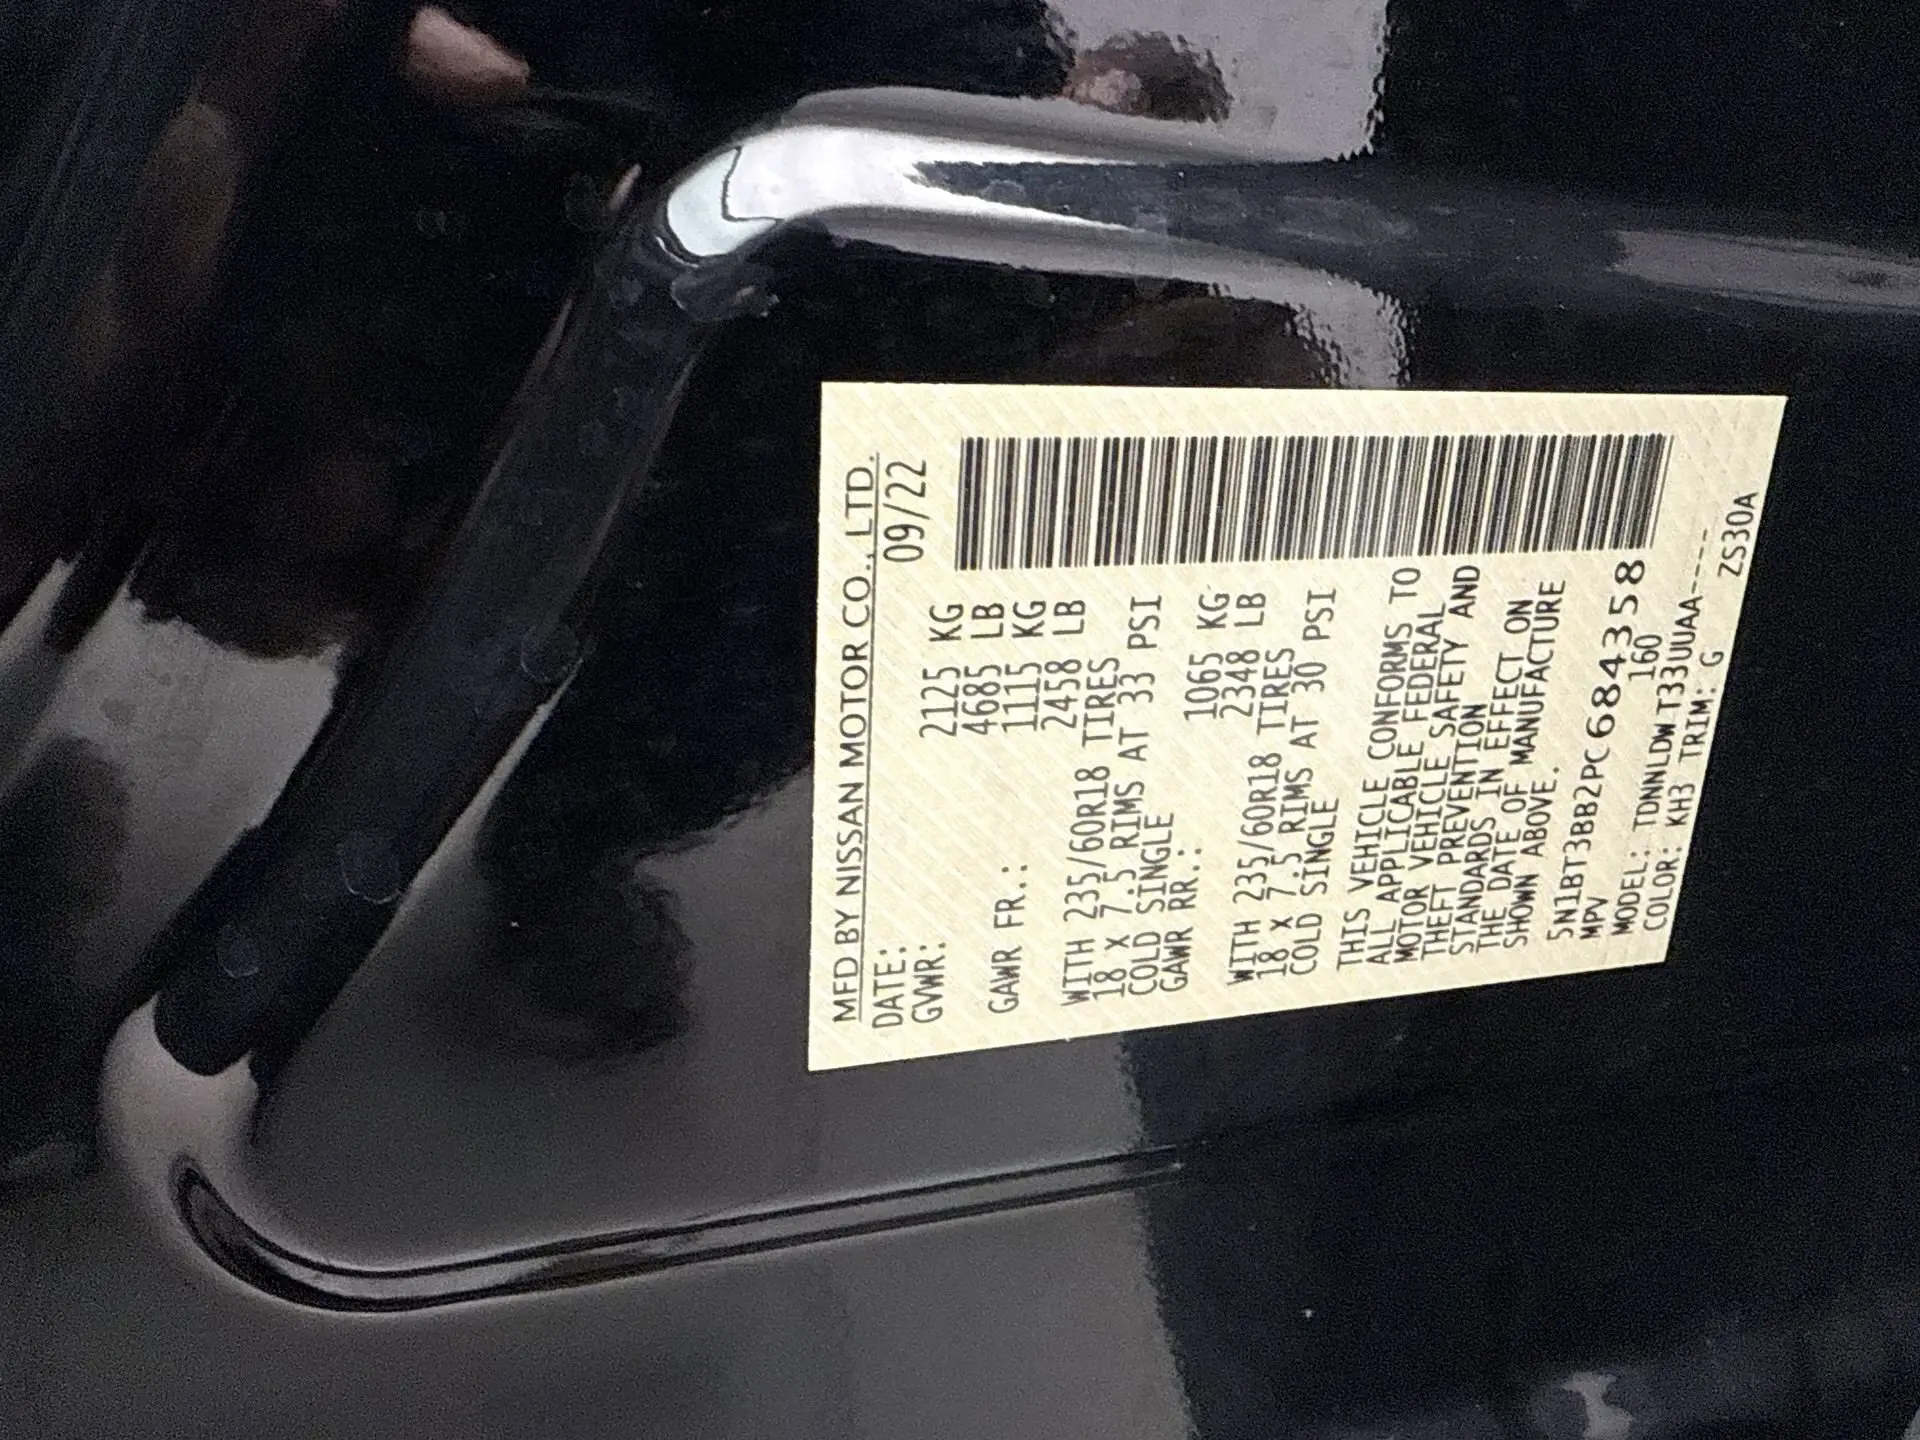 MFD BY NISSAN MOTOR CO., LTD.
DATE: 09/22
GVWR: 2125 KG
4685 LB
GAWR FR.: 1115 KG
2458 LB
WITH 235/60R18 TIRES
18 X 7.5 RIMS AT 33 PSI
COLD SINGLE
GAWR RR.: 1065 KG
2348 LB
WITH 235/60R18 TIRES
18 X 7.5 RIMS AT 30 PSI
COLD SINGLE
THIS VEHICLE CONFORMS TO
ALL APPLICABLE FEDERAL
MOTOR VEHICLE SAFETY AND
THEFT PREVENTION
STANDARDS IN EFFECT ON
THE DATE OF MANUFACTURE
SHOWN ABOVE.
5N1BT3BB2PC684358
MPV 160
MODEL: TDNNLDWT33UUAA----
COLOR: KH3 TRIM: G ZS30A